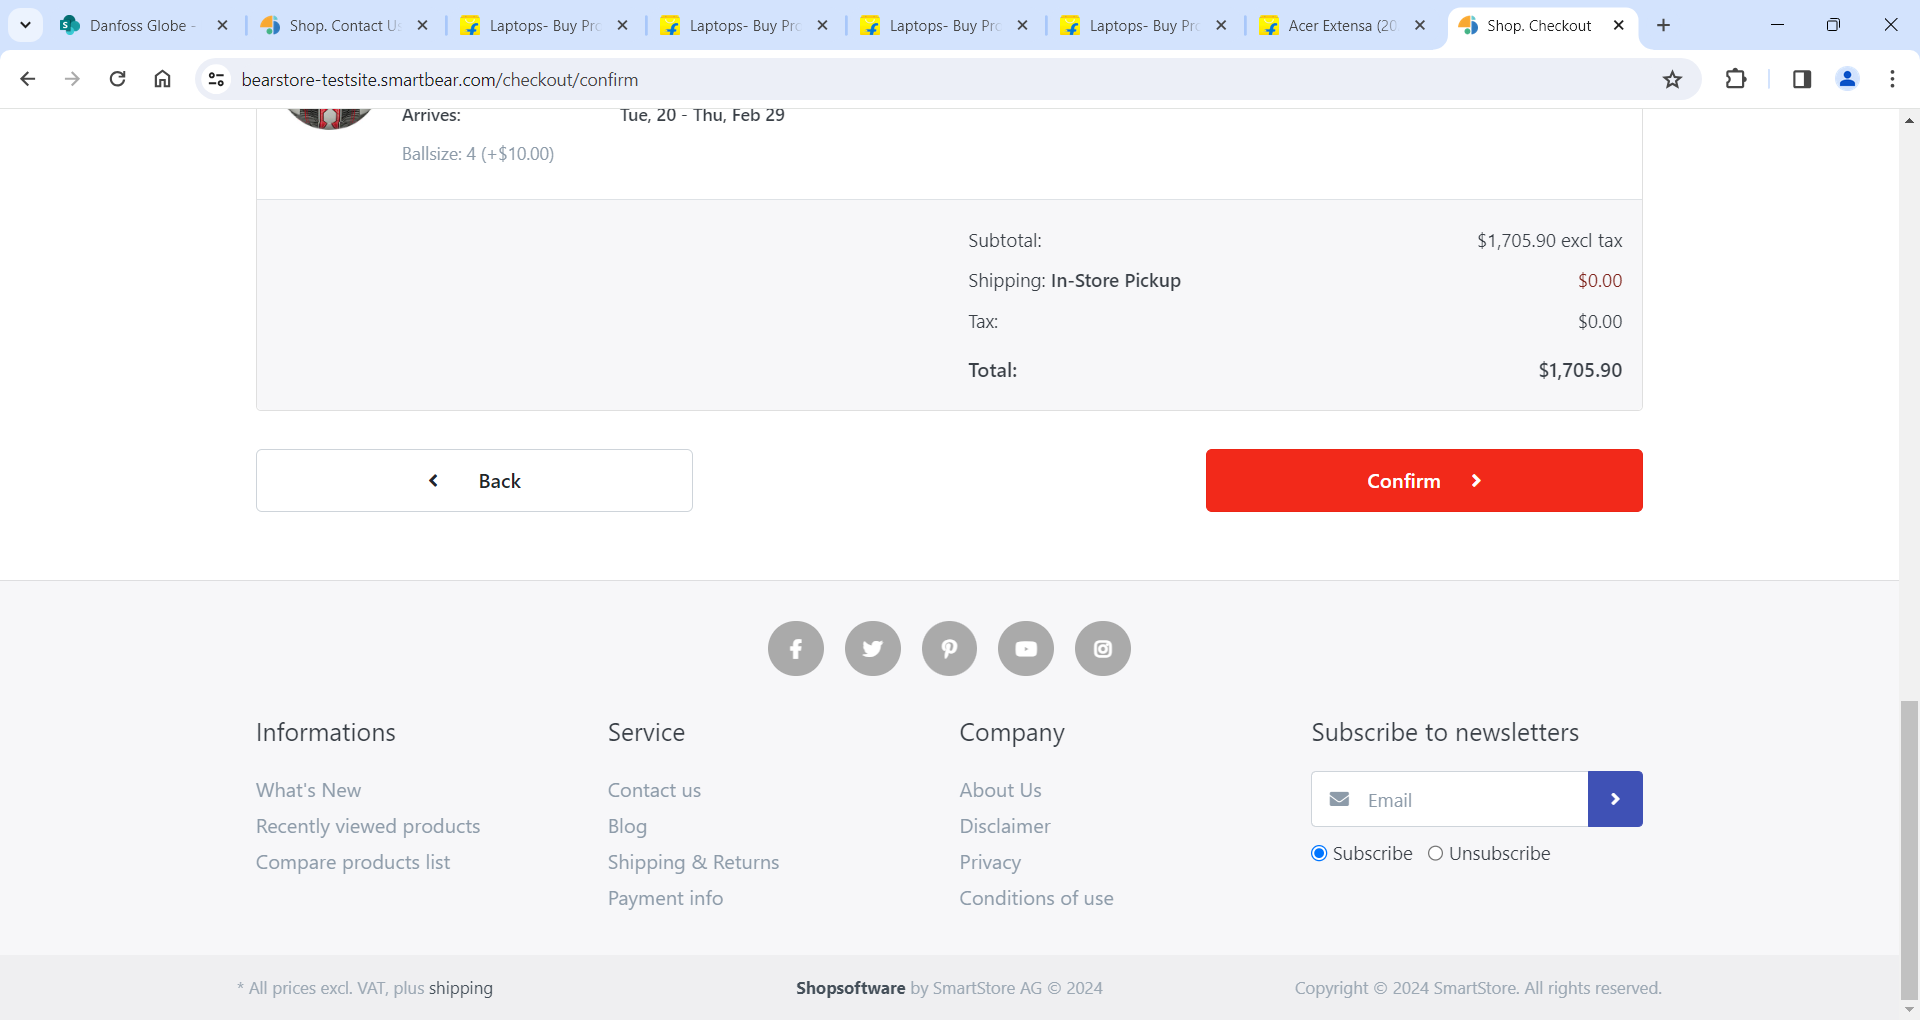 Danfoss Globe -
Shop. Contact Us
Laptops- Buy Pro
Laptops- Buy Pro
Laptops- Buy Pro
Laptops- Buy Pro
Acer Extensa (20
Shop. Checkout
bearstore-testsite.smartbear.com/checkout/confirm
Arrives: Tue, 20 - Thu, Feb 29
Ballsize: 4 (+$10.00)
Subtotal: $1,705.90 excl tax
Shipping: In-Store Pickup $0.00
Tax: $0.00
Total: $1,705.90
Back
Confirm
Informations
What's New
Recently viewed products
Compare products list
Service
Contact us
Blog
Shipping & Returns
Payment info
Company
About Us
Disclaimer
Privacy
Conditions of use
Subscribe to newsletters
Email
Subscribe Unsubscribe
* All prices excl. VAT, plus shipping
Shopsoftware by SmartStore AG © 2024
Copyright © 2024 SmartStore. All rights reserved.